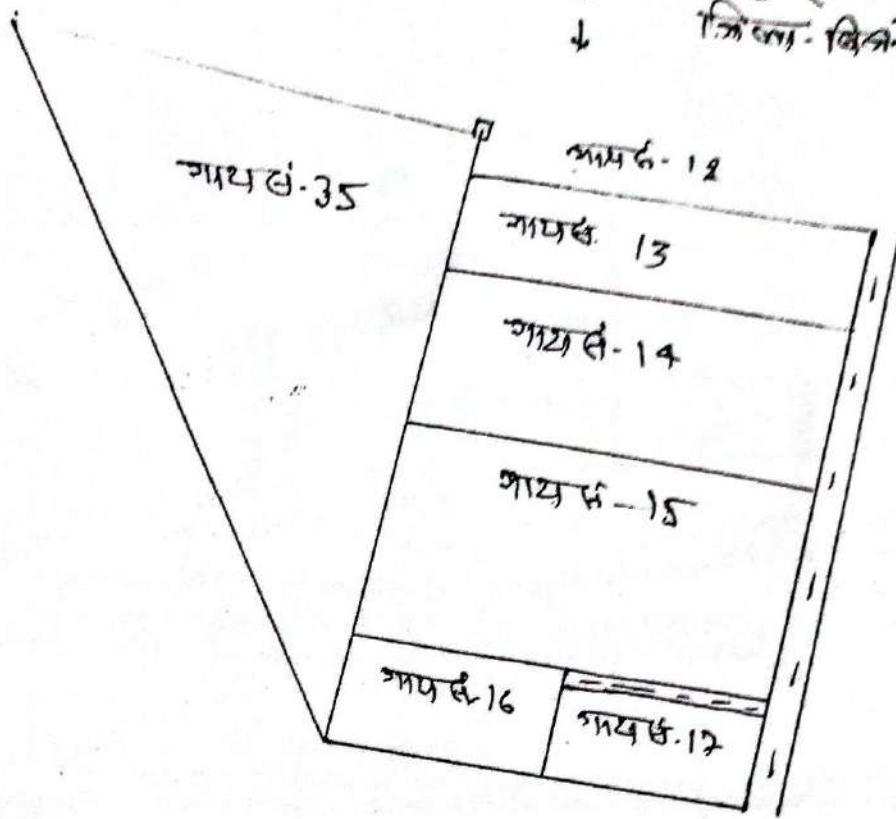 जिला - 
गाटा सं - 12
गाटा सं - 35
गाटा सं 13
गाटा सं - 14
गाटा सं - 15
गाटा सं - 16
गाटा सं - 17